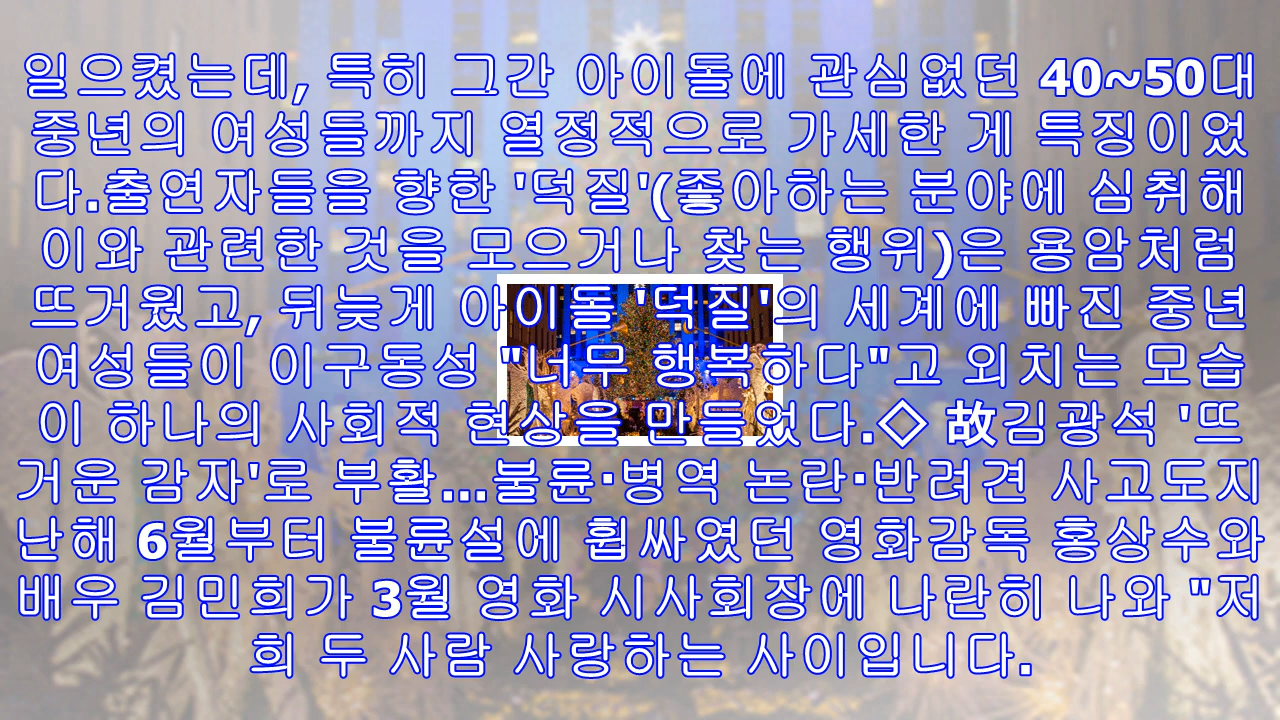 일으켰는데, 특히 그간 아이돌에 관심없던 40~50대
중년의 여성들까지 열정적으로 가세한 게 특징이었
다.출연자들을 향한 '덕질'(좋아하는 분야에 심취해
이와 관련한 것을 모으거나 찾는 행위)은 용암처럼
뜨거웠고, 뒤늦게 아이돌 '덕질'의 세계에 빠진 중년
여성들이 이구동성 "너무 행복하다"고 외치는 모습
이 하나의 사회적 현상을 만들었다.◇ 故김광석 '뜨
거운 감자'로 부활...불륜·병역 논란·반려견 사고도지
난해 6월부터 불륜설에 휩싸였던 영화감독 홍상수와
배우 김민희가 3월 영화 시사회장에 나란히 나와 "저
희 두 사람 사랑하는 사이입니다.